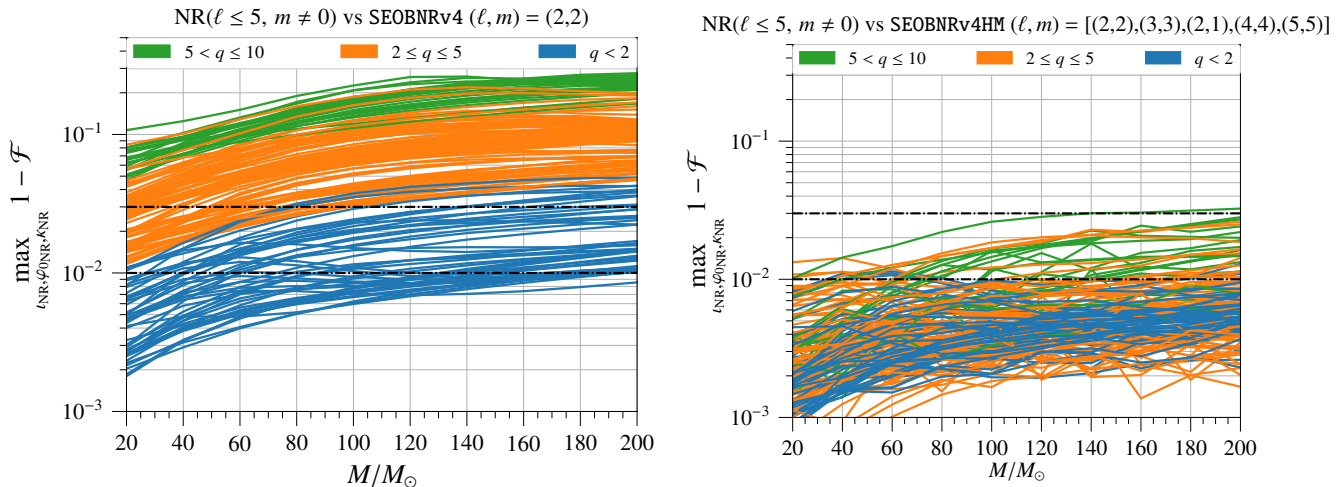 NR(ℓ ≤ 5, m ≠ 0) vs SEOBNRv4 (ℓ, m) = (2,2)
5 < q ≤ 10
2 ≤ q ≤ 5
q < 2
max 1 − ℱ
ι_NR, φ_0NR, κ_NR
10⁻¹
10⁻²
10⁻³
20 40 60 80 100 120 140 160 180 200
M/M⊙
NR(ℓ ≤ 5, m ≠ 0) vs SEOBNRv4HM (ℓ, m) = [(2,2),(3,3),(2,1),(4,4),(5,5)]
5 < q ≤ 10
2 ≤ q ≤ 5
q < 2
max 1 − ℱ
ι_NR, φ_0NR, κ_NR
10⁻¹
10⁻²
10⁻³
20 40 60 80 100 120 140 160 180 200
M/M⊙